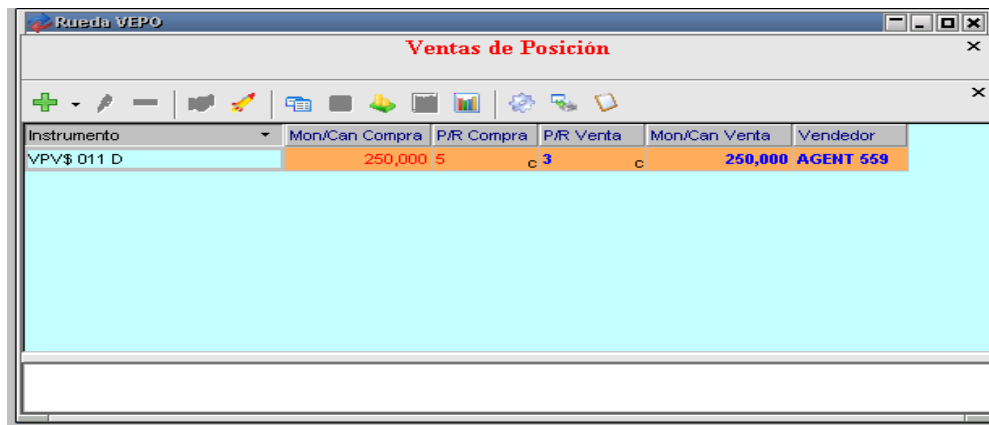 Rueda VEPO
Ventas de Posición
Instrumento Mon/Can Compra P/R Compra P/R Venta Mon/Can Venta Vendedor
VPV$ 011 D 250,000 5 c 3 c 250,000 AGENT 559